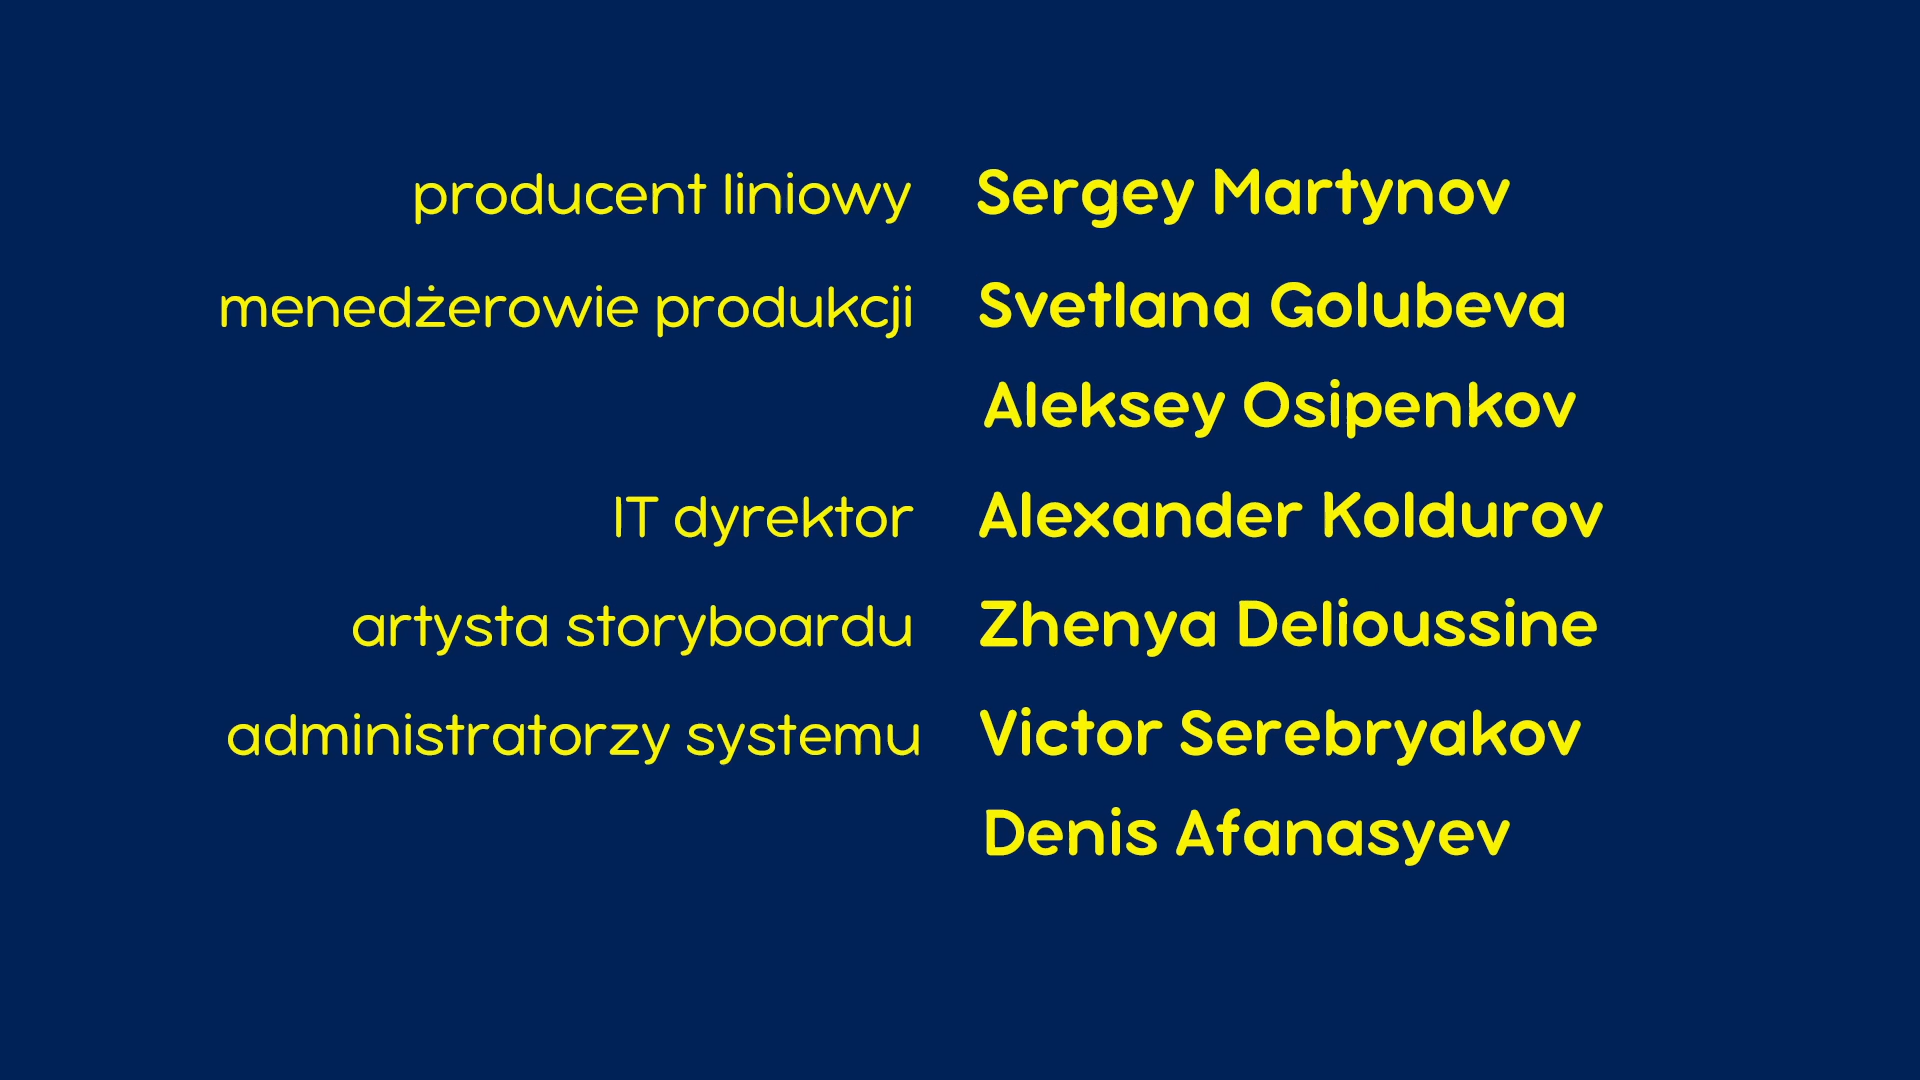 producent liniowy Sergey Martynov
menedżerowie produkcji Svetlana Golubeva
Aleksey Osipenkov
IT dyrektor Alexander Koldurov
artysta storyboardu Zhenya Delioussine
administratorzy systemu Victor Serebryakov
Denis Afanasyev